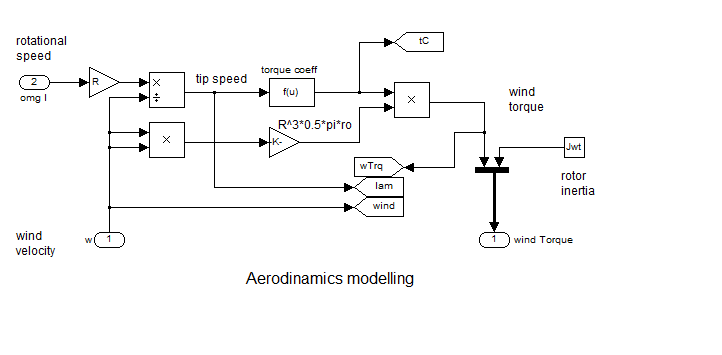 rotational
speed
2
omg l
R
×
÷
tip speed
torque coeff
f(u)
tC
×
R^3*0.5*pi*ro
-K-
×
wind
torque
wTrq
lam
wind
Jwt
rotor
inertia
wind
velocity
w
1
1
wind Torque
Aerodinamics modelling